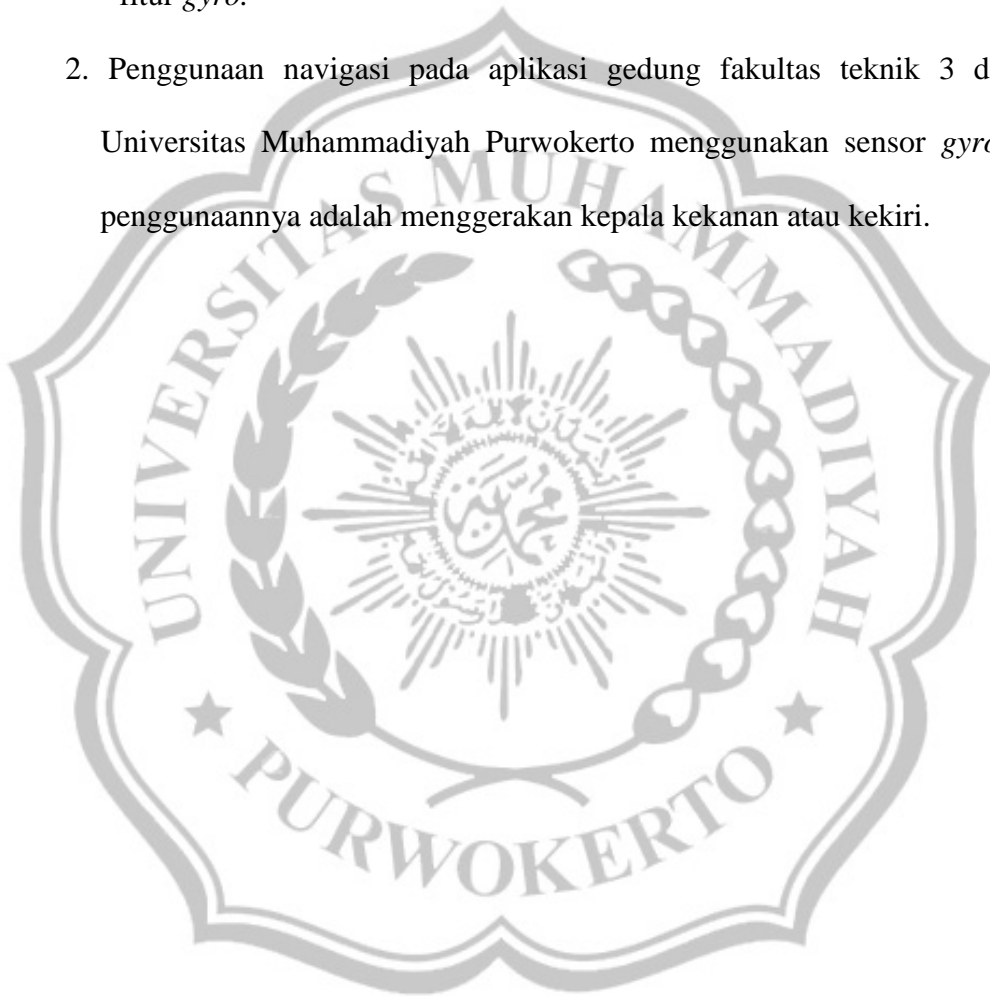 gyro.
2. Penggunaan navigasi pada aplikasi gedung fakultas teknik 3 d
Universitas Muhammadiyah Purwokerto menggunakan sensor gyro
penggunaannya adalah menggerakan kepala kekanan atau kekiri.
UNIVERSITAS MUHAMMADIYAH
PURWOKERTO